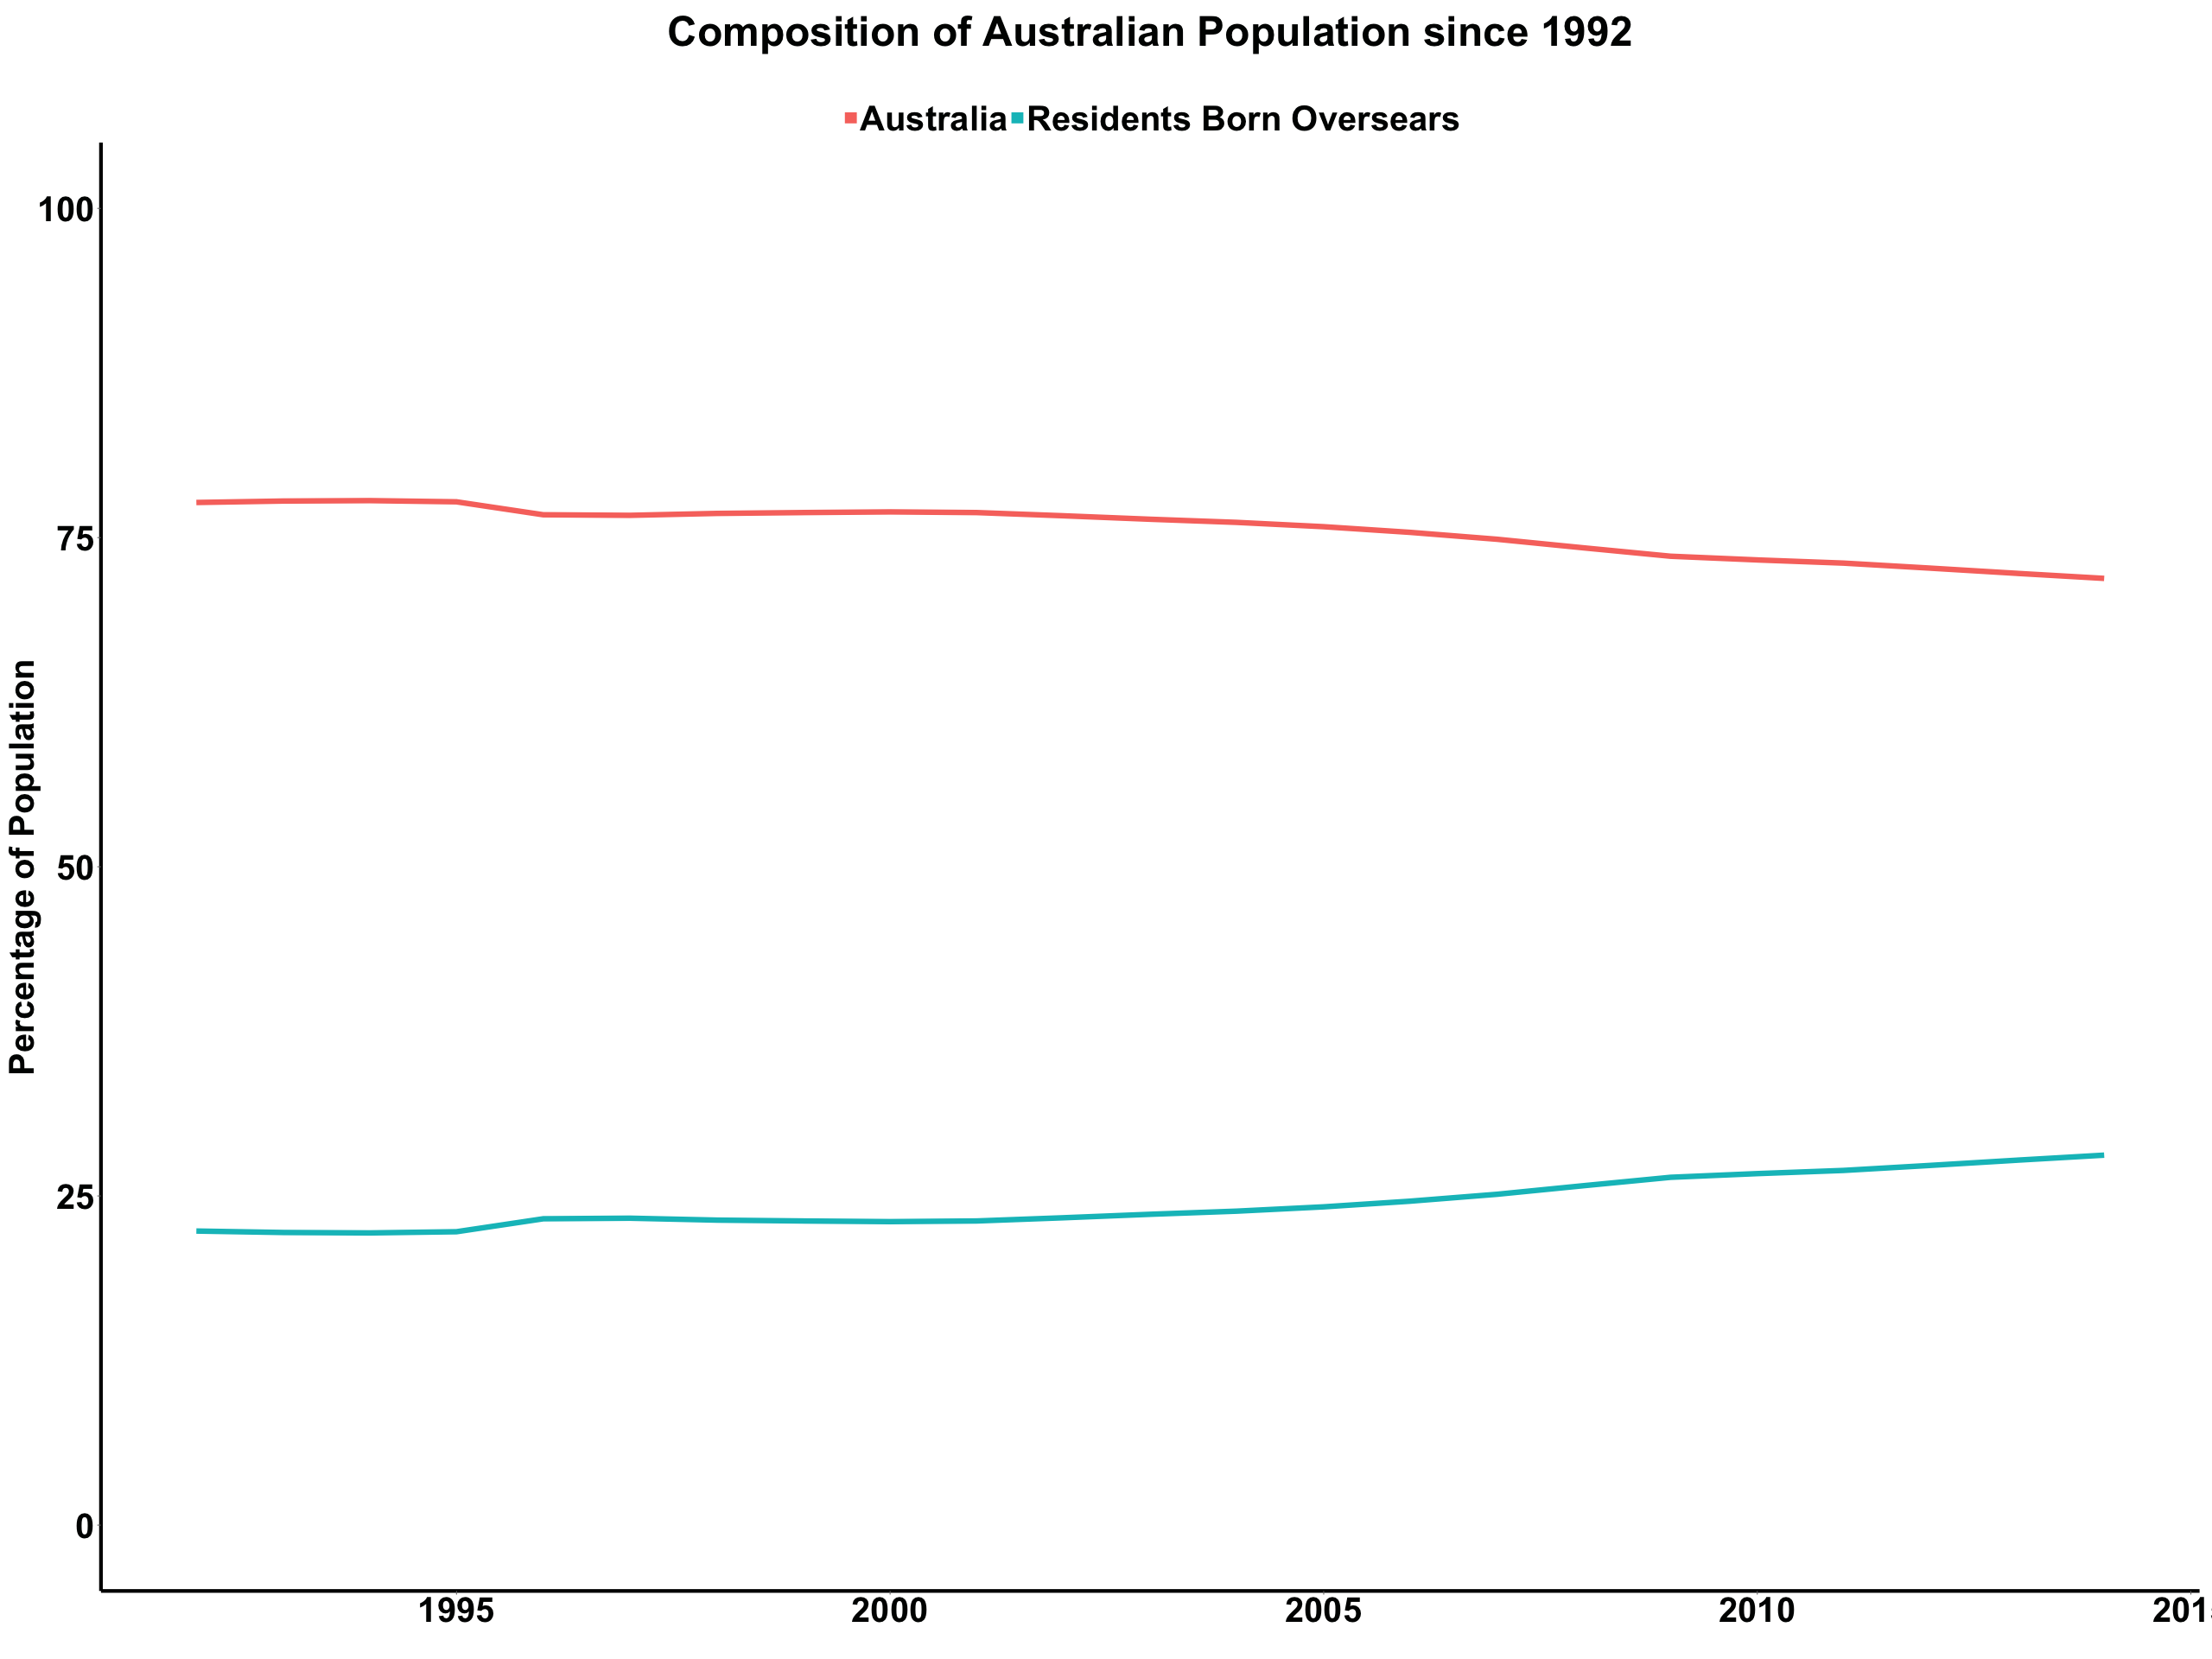 Composition of Australian Population since 1992
Australia Residents Born Oversears
100
75
50
25
0
Percentage of Population
1995 2000 2005 2010